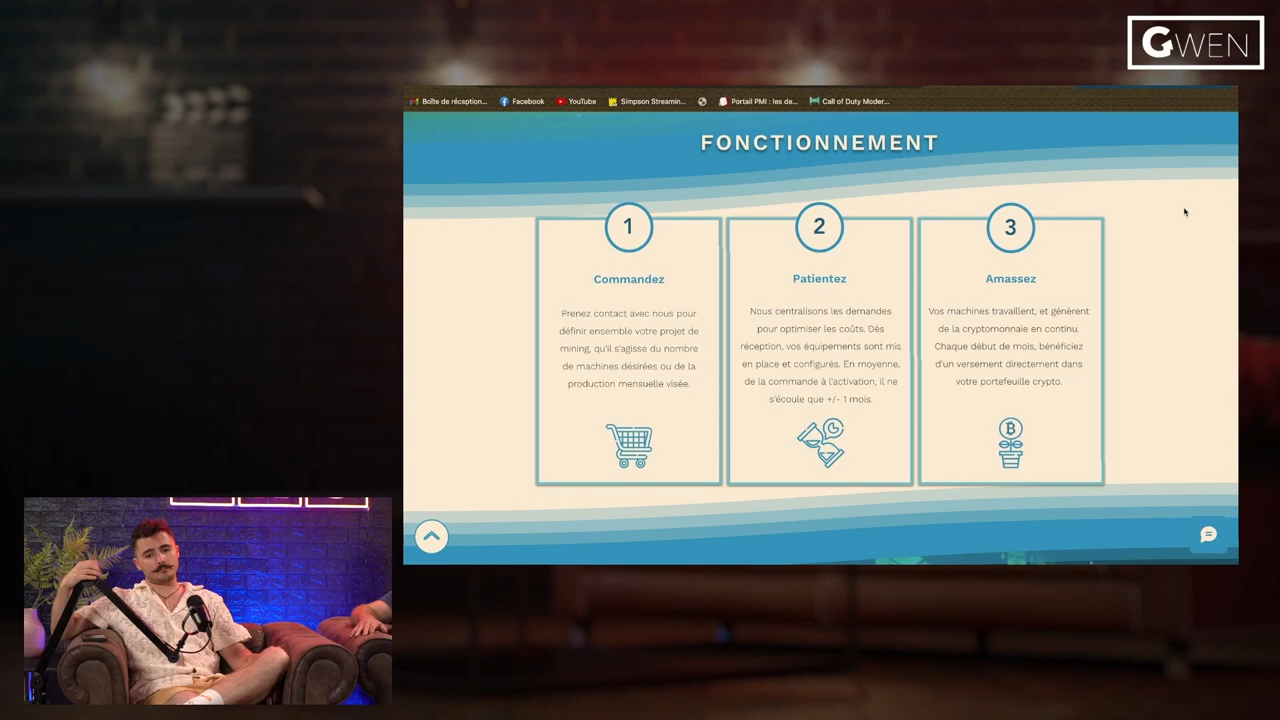 GWEN
Boîte de réception...
Facebook
YouTube
Simpson Streamin...
Portail PMI : les de...
Call of Duty Moder...
FONCTIONNEMENT
1
Commandez
Prenez contact avec nous pour
définir ensemble votre projet de
mining, qu'il s'agisse du nombre
de machines désirées ou de la
production mensuelle visée.
2
Patientez
Nous centralisons les demandes
pour optimiser les coûts. Dès
réception, vos équipements sont mis
en place et configurés. En moyenne,
de la commande à l'activation, il ne
s'écoule que +/- 1 mois.
3
Amassez
Vos machines travaillent, et génèrent
de la cryptomonnaie en continu.
Chaque début de mois, bénéficiez
d'un versement directement dans
votre portefeuille crypto.